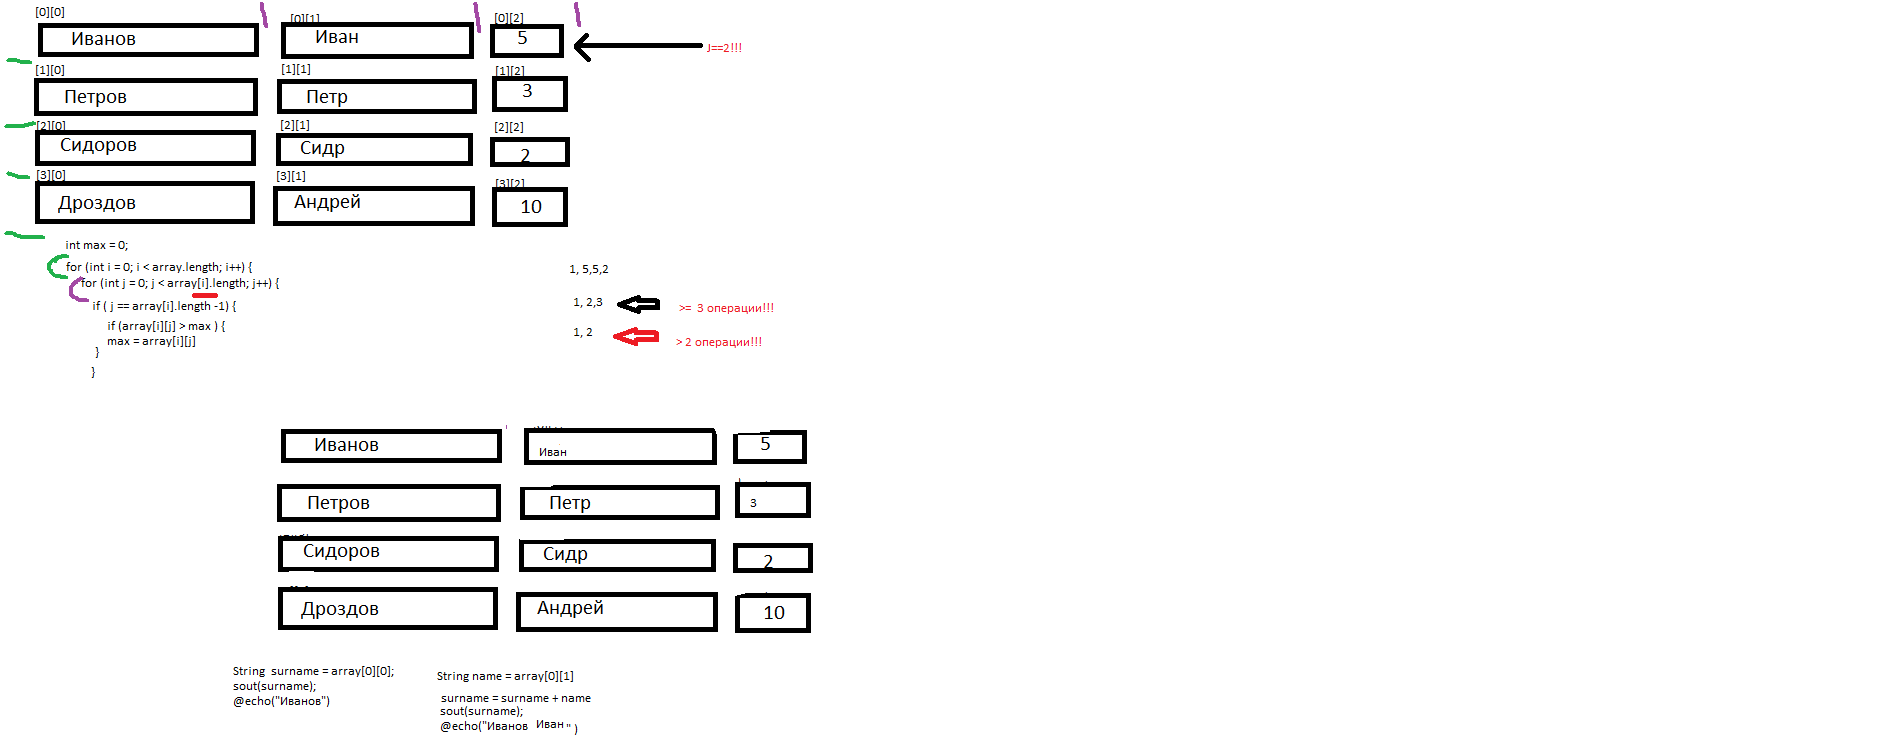 [0][0] [0][1] [0][2]
Иванов Иван 5
J==2!!!
[1][0] [1][1] [1][2]
Петров Петр 3
[2][0] [2][1] [2][2]
Сидоров Сидр 2
[3][0] [3][1] [3][2]
Дроздов Андрей 10
int max = 0;
for (int i = 0; i < array.length; i++) {
for (int j = 0; j < array[i].length; j++) {
if ( j == array[i].length -1) {
if (array[i][j] > max ) {
max = array[i][j]
}
}
1, 5,5,2
1, 2,3
>= 3 операции!!!
1, 2
> 2 операции!!!
Иванов Иван 5
Петров Петр 3
Сидоров Сидр 2
Дроздов Андрей 10
String surname = array[0][0];
sout(surname);
@echo("Иванов")
String name = array[0][1]
surname = surname + name
sout(surname);
@echo("Иванов Иван " )